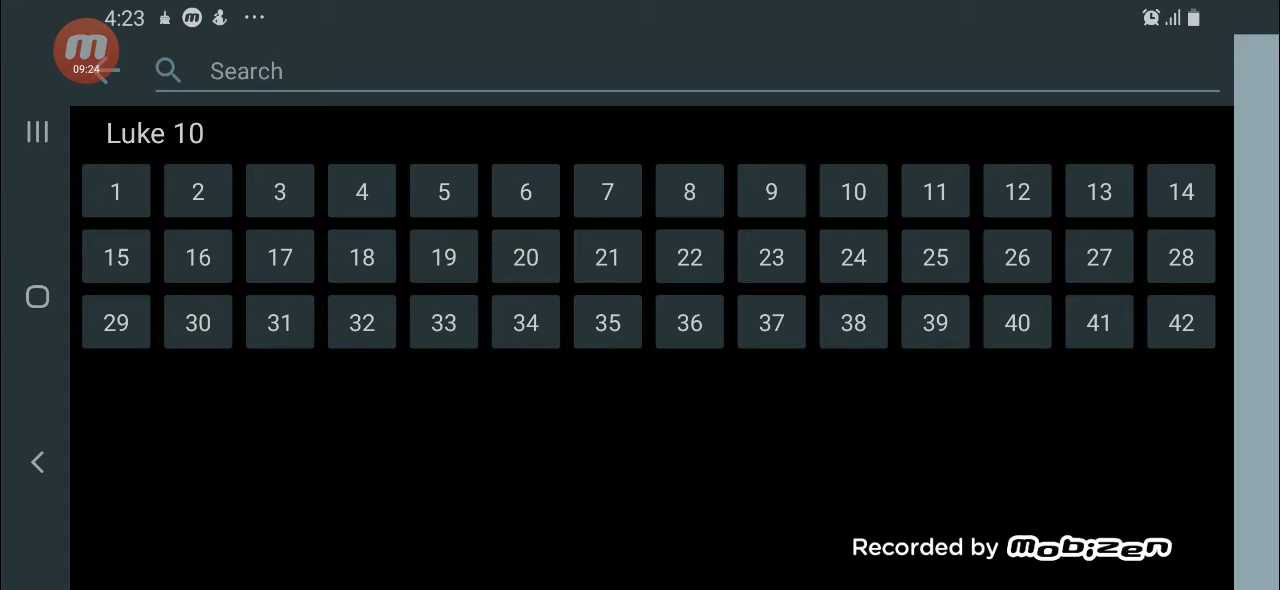 4:23
09:24
Search
Luke 10
1 2 3 4 5 6 7 8 9 10 11 12 13 14
15 16 17 18 19 20 21 22 23 24 25 26 27 28
29 30 31 32 33 34 35 36 37 38 39 40 41 42
Recorded by mobizen